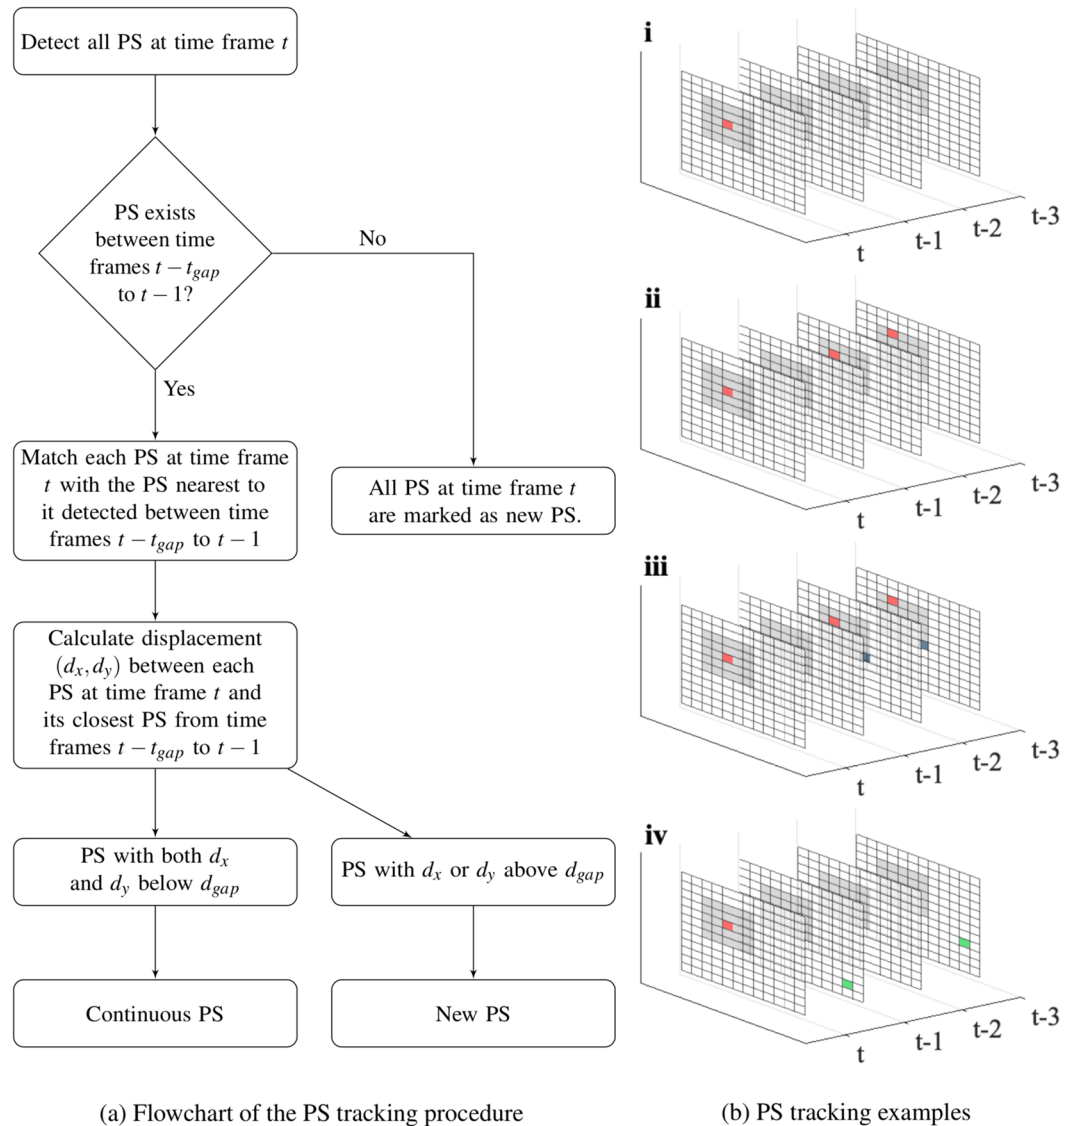 Detect all PS at time frame t
PS exists
between time
frames t − t_gap
to t − 1?
No
Yes
Match each PS at time frame
t with the PS nearest to
it detected between time
frames t − t_gap to t − 1
All PS at time frame t
are marked as new PS.
Calculate displacement
(d_x, d_y) between each
PS at time frame t and
its closest PS from time
frames t − t_gap to t − 1
PS with both d_x
and d_y below d_gap
PS with d_x or d_y above d_gap
Continuous PS
New PS
(a) Flowchart of the PS tracking procedure
i
t
t-1
t-2
t-3
ii
t
t-1
t-2
t-3
iii
t
t-1
t-2
t-3
iv
t
t-1
t-2
t-3
(b) PS tracking examples